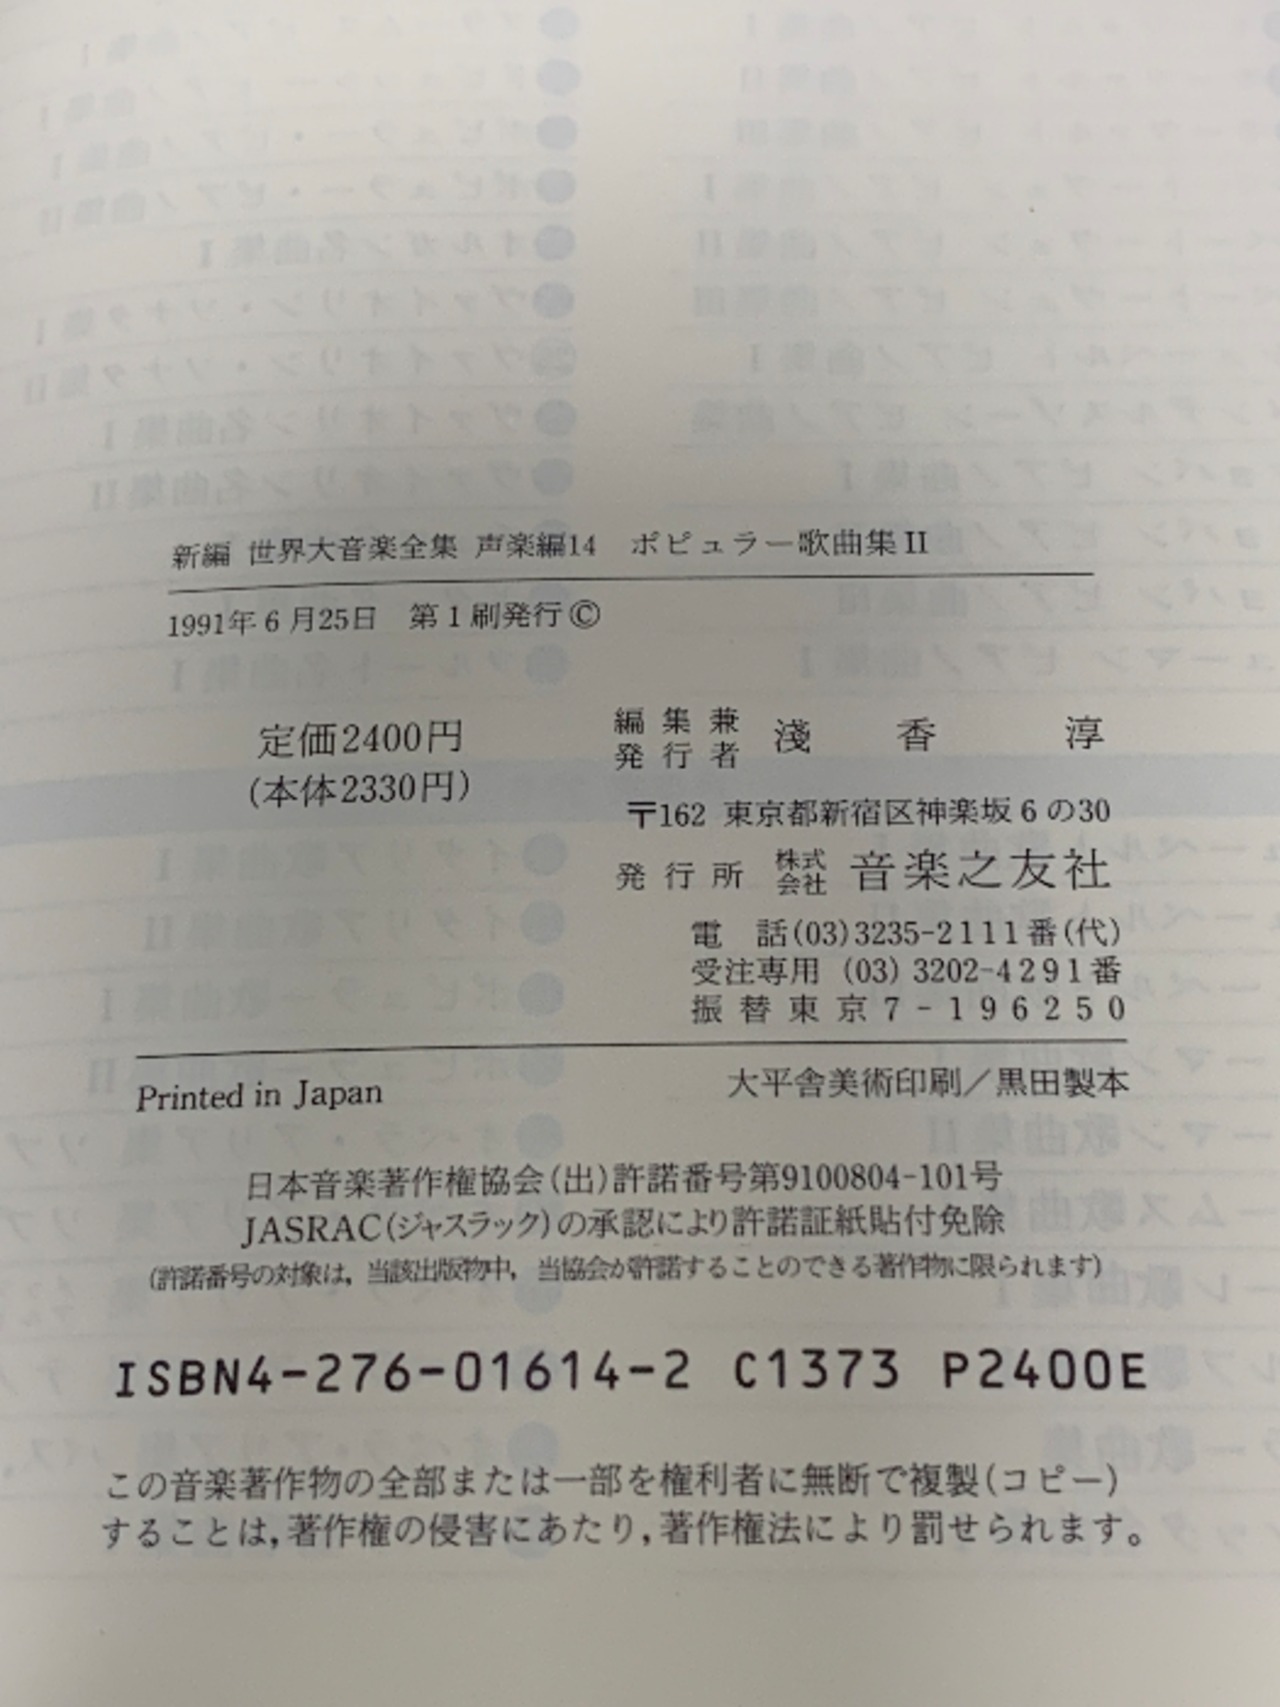 新編 世界大音楽全集 声楽編14 ポピュラー歌曲集II
1991年6月25日 第1刷発行©
定価2400円
(本体2330円)
編集兼
発行者 淺香淳
〒162 東京都新宿区神楽坂6の30
発行所 株式会社 音楽之友社
電話(03)3235-2111番(代)
受注専用 (03) 3202-4291番
振替東京7-196250
Printed in Japan
大平舎美術印刷/黒田製本
日本音楽著作権協会(出)許諾番号第9100804-101号
JASRAC(ジャスラック)の承認により許諾証紙貼付免除
(許諾番号の対象は,当該出版物中,当協会が許諾することのできる著作物に限られます)
ISBN4-276-01614-2 C1373 P2400E
この音楽著作物の全部または一部を権利者に無断で複製(コピー)
することは,著作権の侵害にあたり,著作権法により罰せられます。